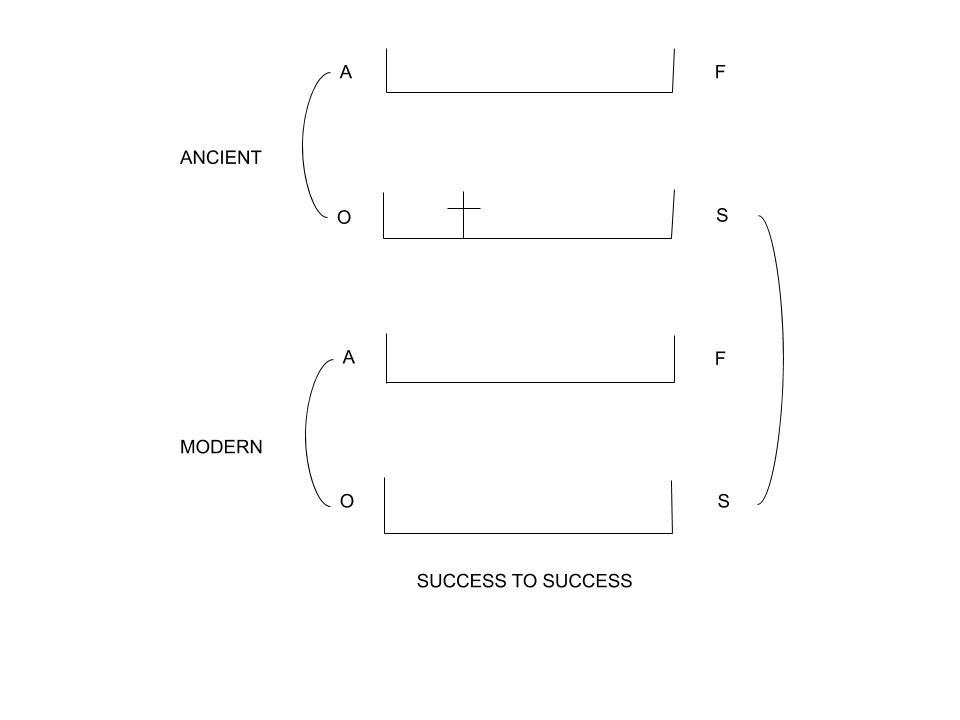 A F
ANCIENT
O S
A F
MODERN
O S
SUCCESS TO SUCCESS